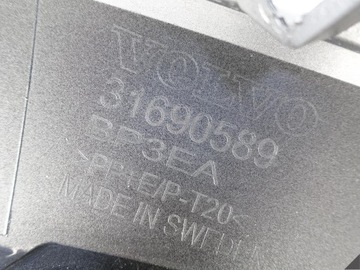 VOLVO
31690589
BP3EA
>PP+E/P-T20<
MADE IN SWEDEN